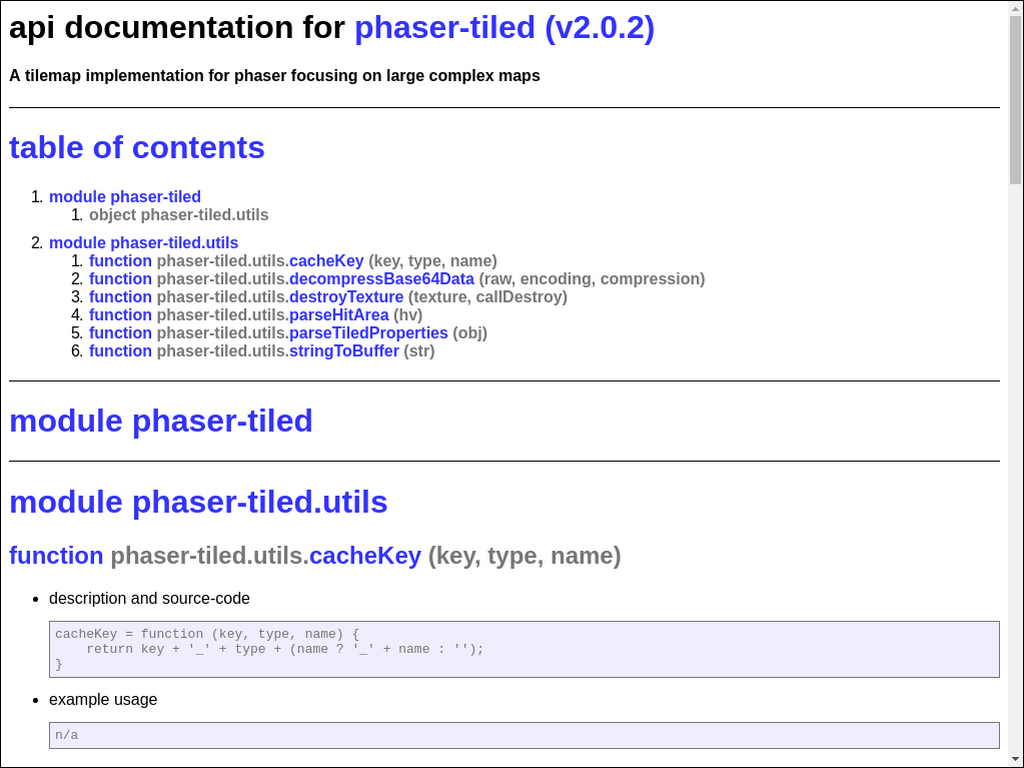 api documentation for phaser-tiled (v2.0.2)
A tilemap implementation for phaser focusing on large complex maps
table of contents
1. module phaser-tiled
1. object phaser-tiled.utils
2. module phaser-tiled.utils
1. function phaser-tiled.utils.cacheKey (key, type, name)
2. function phaser-tiled.utils.decompressBase64Data (raw, encoding, compression)
3. function phaser-tiled.utils.destroyTexture (texture, callDestroy)
4. function phaser-tiled.utils.parseHitArea (hv)
5. function phaser-tiled.utils.parseTiledProperties (obj)
6. function phaser-tiled.utils.stringToBuffer (str)
module phaser-tiled
module phaser-tiled.utils
function phaser-tiled.utils.cacheKey (key, type, name)
• description and source-code
cacheKey = function (key, type, name) {
    return key + '_' + type + (name ? '_' + name : '');
}
• example usage
n/a